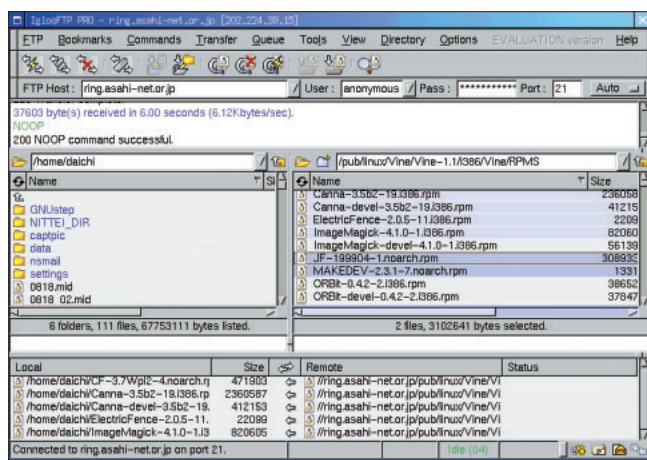 IglooFTP PRO - ring.asahi-net.or.jp [202.224.39.15]
FTP Bookmarks Commands Transfer Queue Tools View Directory Options EVALUATION version Help
FTP Host: ring.asahi-net.or.jp User: anonymous Pass: *********** Port: 21 Auto
37603 byte(s) received in 6.00 seconds (6.12Kbytes/sec).
NOOP
200 NOOP command successful.
/home/daichi
Name Si
GNUstep
NITTEI_DIR
captpic
data
nsmail
settings
0818.mid
0818_02.mid
6 folders, 111 files, 67753111 bytes listed.
/pub/linux/Vine/Vine-1.1/i386/Vine/RPMS
Name Size
Canna-3.5b2-19.i386.rpm 236058
Canna-devel-3.5b2-19.i386.rpm 41215
ElectricFence-2.0.5-11.i386.rpm 2209
ImageMagick-4.1.0-1.i386.rpm 82060
ImageMagick-devel-4.1.0-1.i386.rpm 56139
JF-199904-1.noarch.rpm 308933
MAKEDEV-2.3.1-7.noarch.rpm 1331
ORBit-0.4.2-2.i386.rpm 38652
ORBit-devel-0.4.2-2.i386.rpm 37847
2 files, 3102641 bytes selected.
Local Size Remote Status
/home/daichi/CF-3.7Wpl2-4.noarch.r 471903 //ring.asahi-net.or.jp/pub/linux/Vine/Vi
/home/daichi/Canna-3.5b2-19.i386.rp 2360587 //ring.asahi-net.or.jp/pub/linux/Vine/Vi
/home/daichi/Canna-devel-3.5b2-19. 412153 //ring.asahi-net.or.jp/pub/linux/Vine/Vi
/home/daichi/ElectricFence-2.0.5-11. 22099 //ring.asahi-net.or.jp/pub/linux/Vine/Vi
/home/daichi/ImageMagick-4.1.0-1.i3 820605 //ring.asahi-net.or.jp/pub/linux/Vine/Vi
Connected to ring.asahi-net.or.jp on port 21. Idle (04)